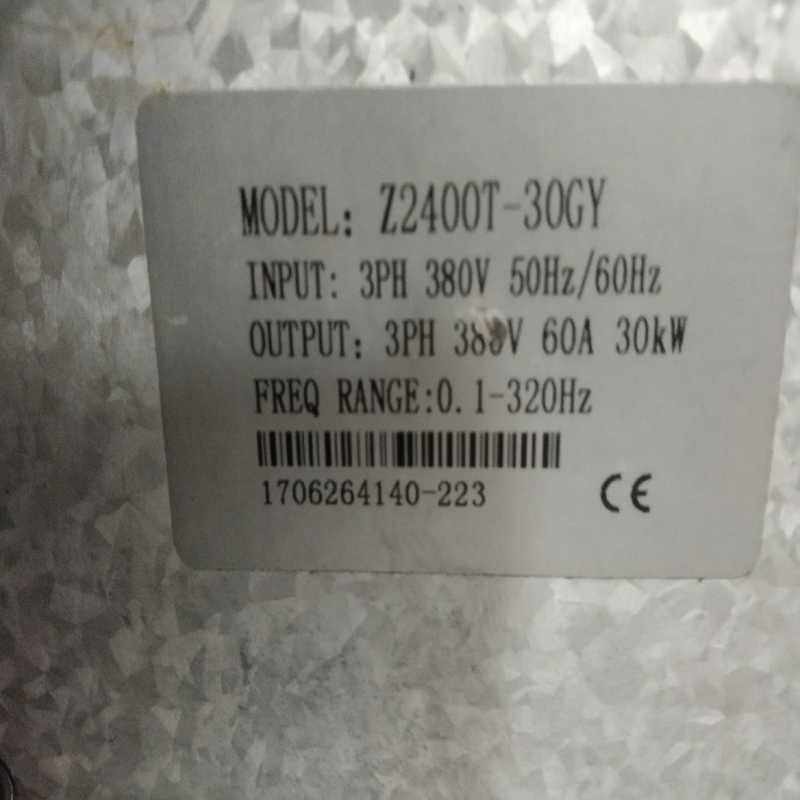 MODEL: Z2400T-30GY
INPUT: 3PH 380V 50Hz/60Hz
OUTPUT: 3PH 380V 60A 30kW
FREQ RANGE:0.1-320Hz
1706264140-223
CE